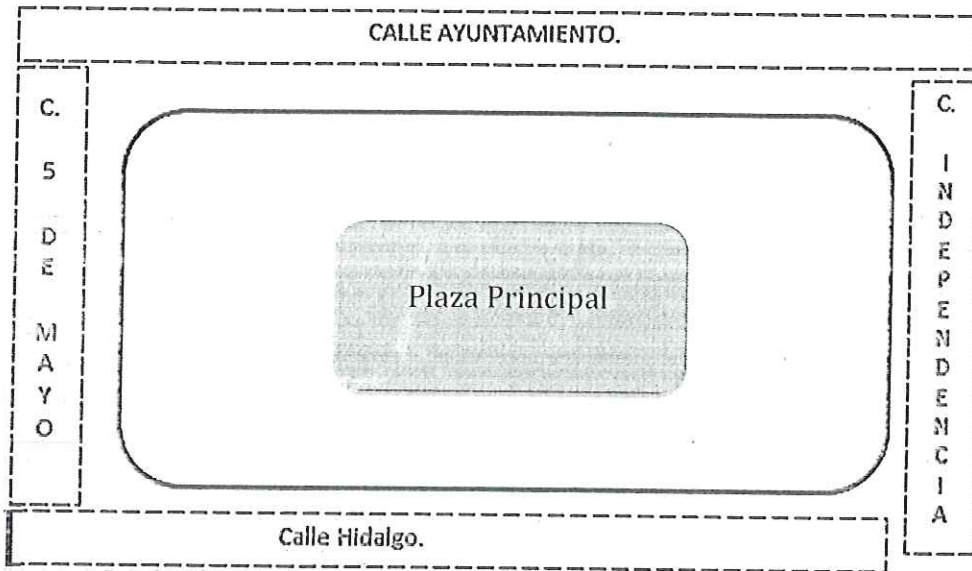 CALLE AYUNTAMIENTO.
C. 5 DE MAYO
C. INDEPENDENCIA
Plaza Principal
Calle Hidalgo.